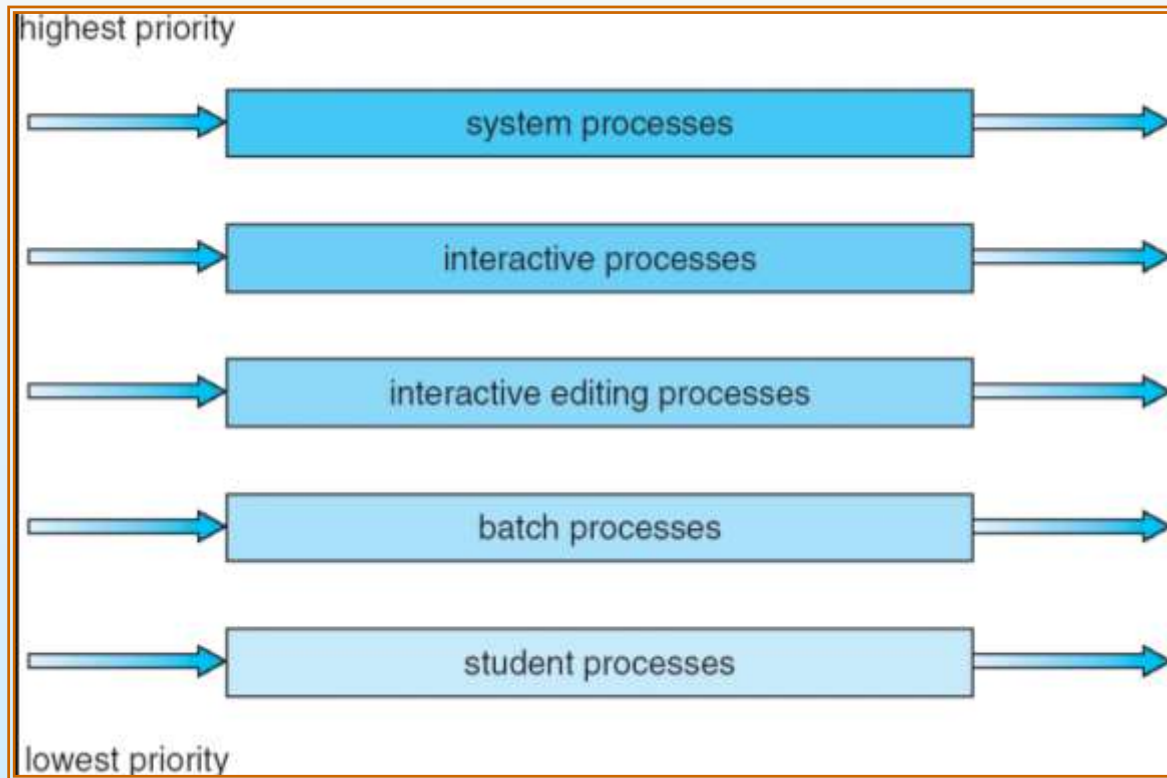 highest priority
system processes
interactive processes
interactive editing processes
batch processes
student processes
lowest priority